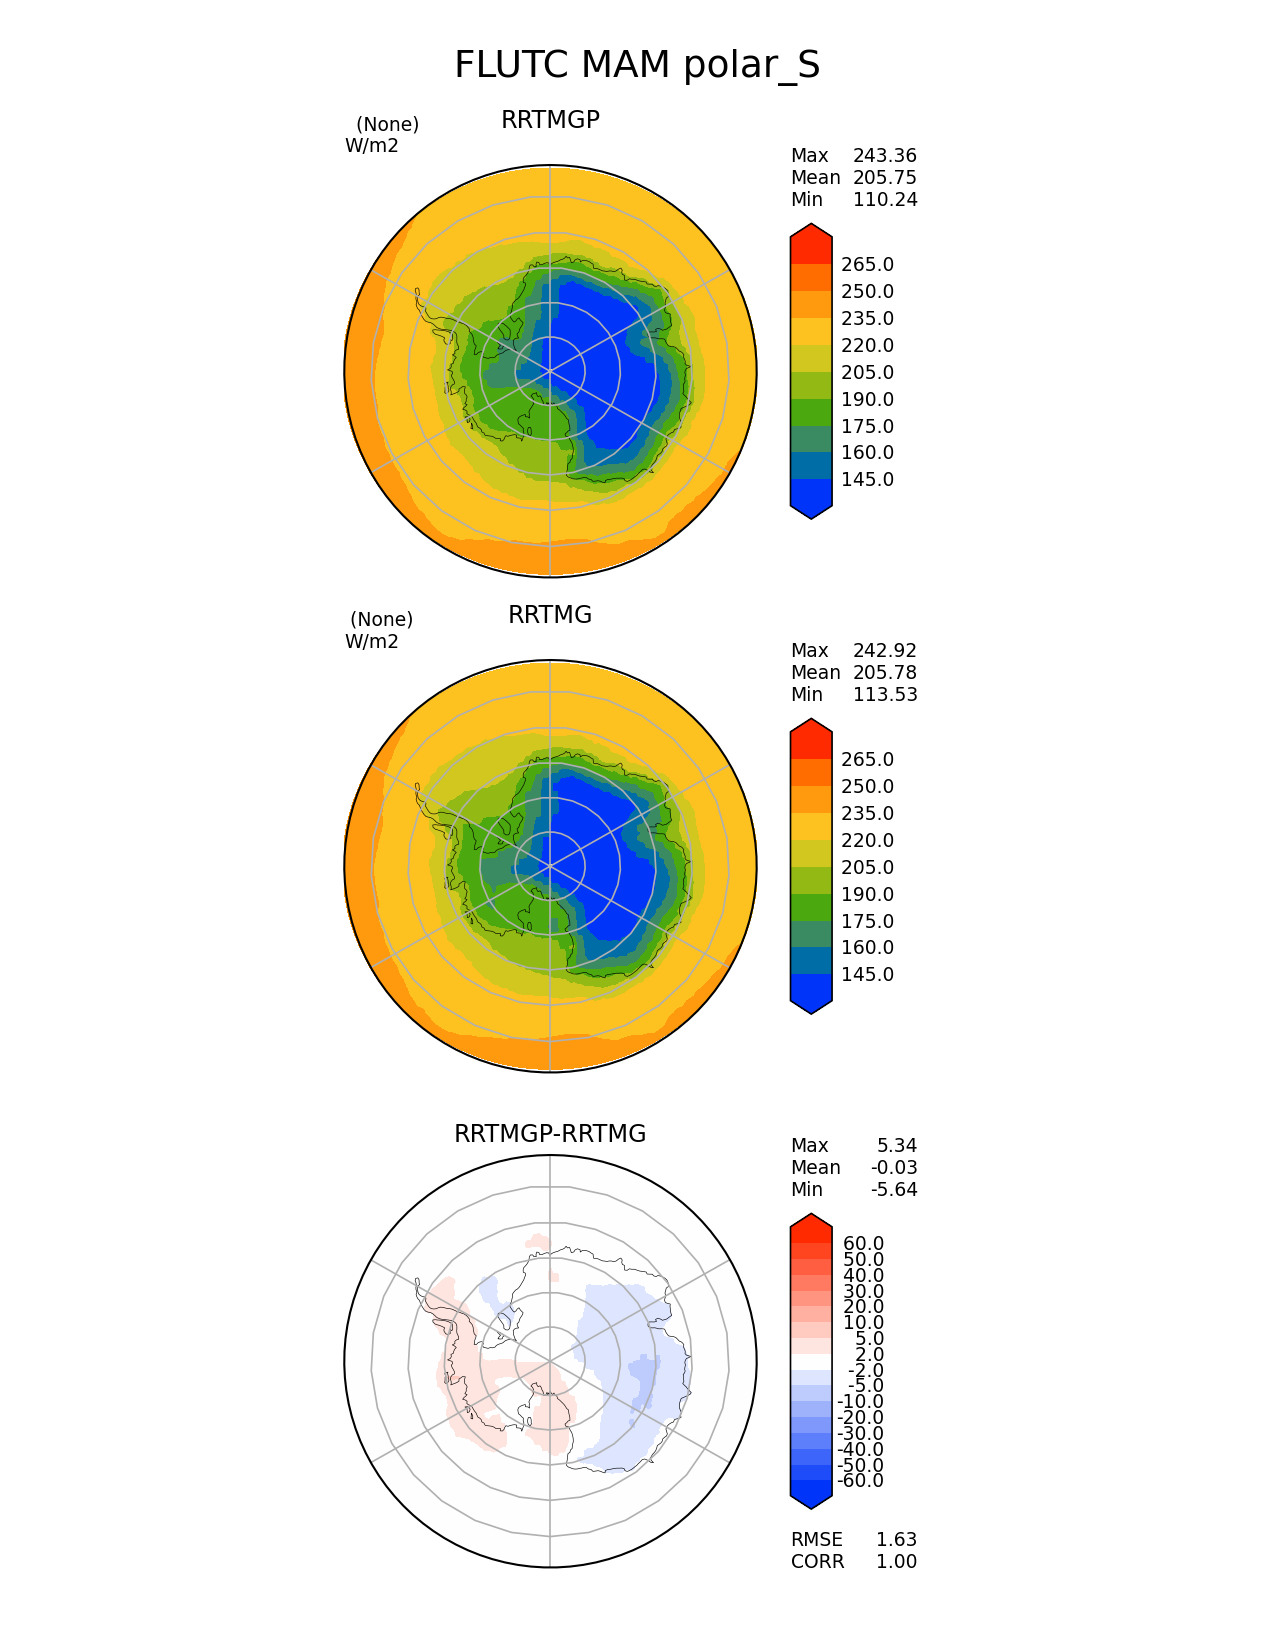 FLUTC MAM polar_S
(None)
W/m2
RRTMGP
Max 243.36
Mean 205.75
Min 110.24
265.0
250.0
235.0
220.0
205.0
190.0
175.0
160.0
145.0
(None)
W/m2
RRTMG
Max 242.92
Mean 205.78
Min 113.53
265.0
250.0
235.0
220.0
205.0
190.0
175.0
160.0
145.0
RRTMGP-RRTMG
Max 5.34
Mean -0.03
Min -5.64
60.0
50.0
40.0
30.0
20.0
10.0
5.0
2.0
-2.0
-5.0
-10.0
-20.0
-30.0
-40.0
-50.0
-60.0
RMSE 1.63
CORR 1.00